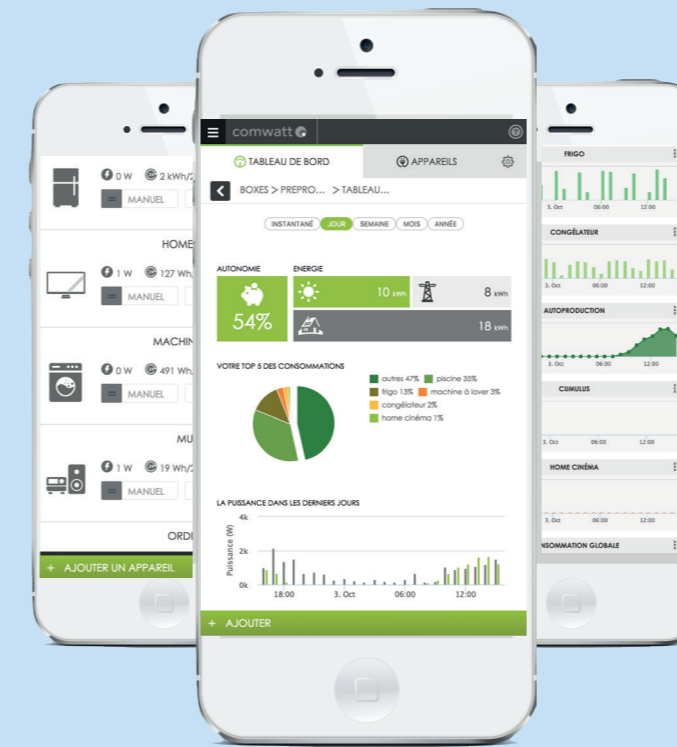 0 W 2 kWh/2
MANUEL
HOME
1 W 127 Wh
MANUEL
MACHIN
0 W 491 Wh
MANUEL
MU
1 W 19 Wh/2
MANUEL
ORDI
+ AJOUTER UN APPAREIL
comwatt
TABLEAU DE BORD APPAREILS
BOXES > PREPRO... > TABLEAU...
INSTANTANÉ JOUR SEMAINE MOIS ANNÉE
AUTONOMIE ENERGIE
54%
10 kWh 8 kWh
18 kWh
VOTRE TOP 5 DES CONSOMMATIONS
autres 47% piscine 35%
frigo 13% machine à laver 3%
congélateur 2%
home cinéma 1%
LA PUISSANCE DANS LES DERNIERS JOURS
Puissance (W)
4k
2k
0k
18:00 3. Oct 06:00 12:00
+ AJOUTER
FRIGO
3. Oct 06:00 12:00
CONGÉLATEUR
3. Oct 06:00 12:00
AUTOPRODUCTION
3. Oct 06:00 12:00
CUMULUS
3. Oct 06:00 12:00
HOME CINÉMA
3. Oct 06:00 12:00
NSOMMATION GLOBALE